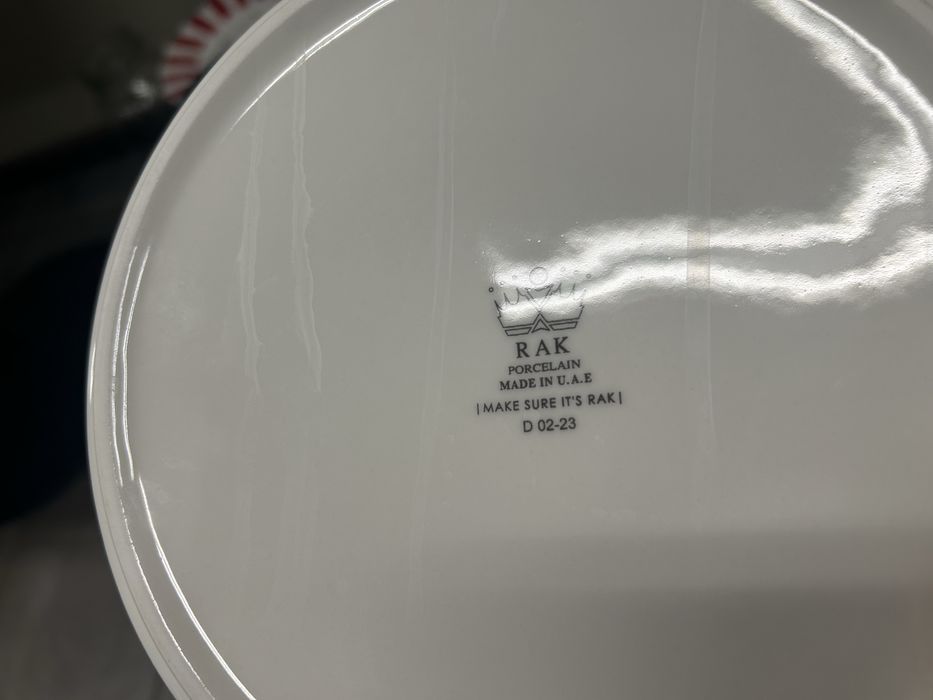 RAK
PORCELAIN
MADE IN U.A.E
|MAKE SURE IT'S RAK|
D 02-23